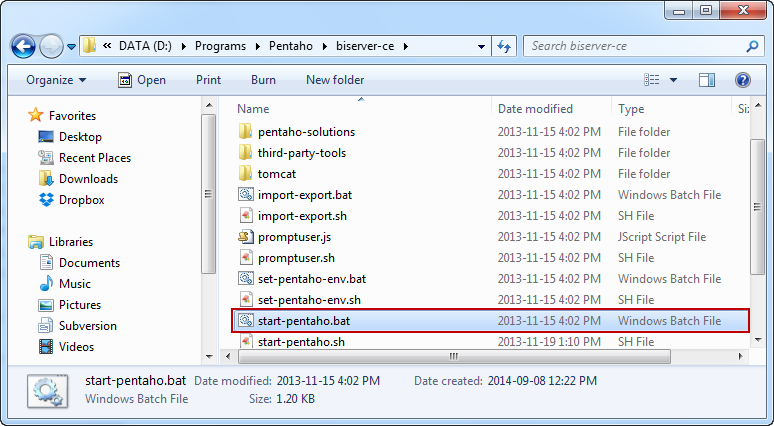 « DATA (D:) ▸ Programs ▸ Pentaho ▸ biserver-ce ▸
Search biserver-ce
Organize Open Print Burn New folder
Name Date modified Type Si
Favorites
Desktop
Recent Places
Downloads
Dropbox
Libraries
Documents
Music
Pictures
Subversion
Videos
pentaho-solutions 2013-11-15 4:02 PM File folder
third-party-tools 2013-11-15 4:02 PM File folder
tomcat 2013-11-15 4:02 PM File folder
import-export.bat 2013-11-15 4:02 PM Windows Batch File
import-export.sh 2013-11-15 4:02 PM SH File
promptuser.js 2013-11-15 4:02 PM JScript Script File
promptuser.sh 2013-11-15 4:02 PM SH File
set-pentaho-env.bat 2013-11-15 4:02 PM Windows Batch File
set-pentaho-env.sh 2013-11-15 4:02 PM SH File
start-pentaho.bat 2013-11-15 4:02 PM Windows Batch File
start-pentaho.sh 2013-11-19 1:10 PM SH File
start-pentaho.bat Date modified: 2013-11-15 4:02 PM Date created: 2014-09-08 12:22 PM
Windows Batch File Size: 1.20 KB